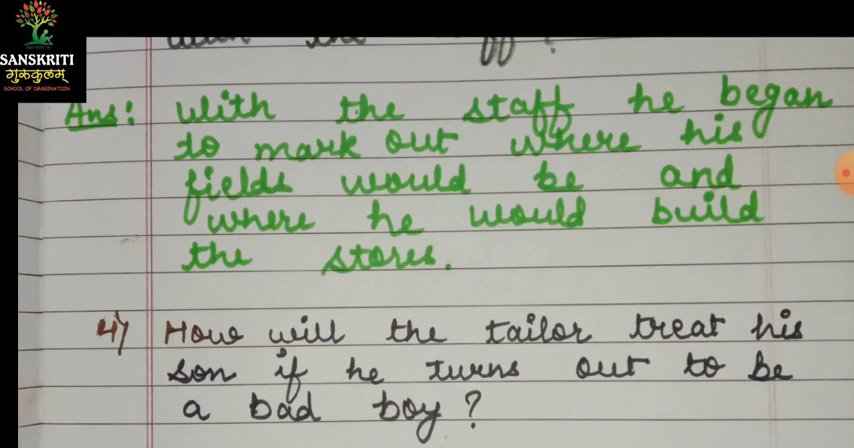 SANSKRITI
गुरुकुलम्
SCHOOL OF IMAGINATION
the
Ans: With the staff he began
to mark out where his
fields would be and
where he would build
the stores.
4) How will the tailor treat his
son if he turns out to be
a bad boy?